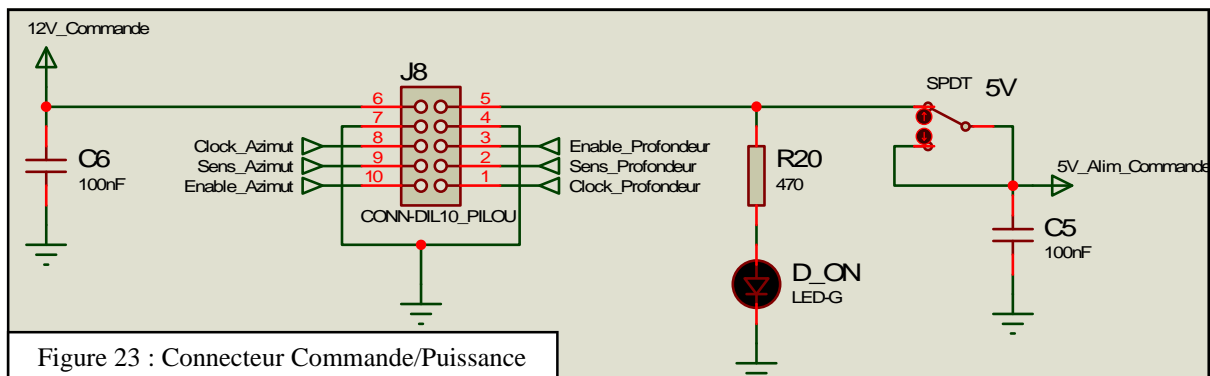 12V_Commande
J8
SPDT 5V
6 5
7 4
Clock_Azimut 8 3 Enable_Profondeur
Sens_Azimut 9 2 Sens_Profondeur
Enable_Azimut 10 1 Clock_Profondeur
CONN-DIL10_PILOU
C6
100nF
R20
470
5V_Alim_Commande
C5
100nF
D_ON
LED-G
Figure 23 : Connecteur Commande/Puissance